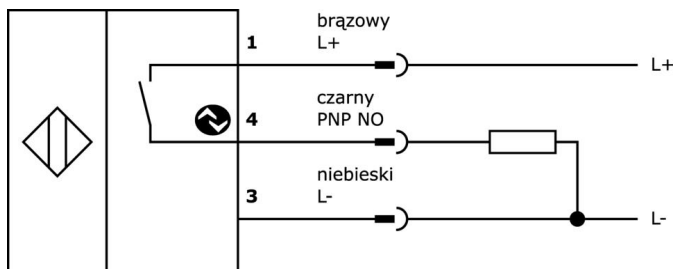 brązowy
1 L+
L+
czarny
4 PNP NO
niebieski
3 L-
L-